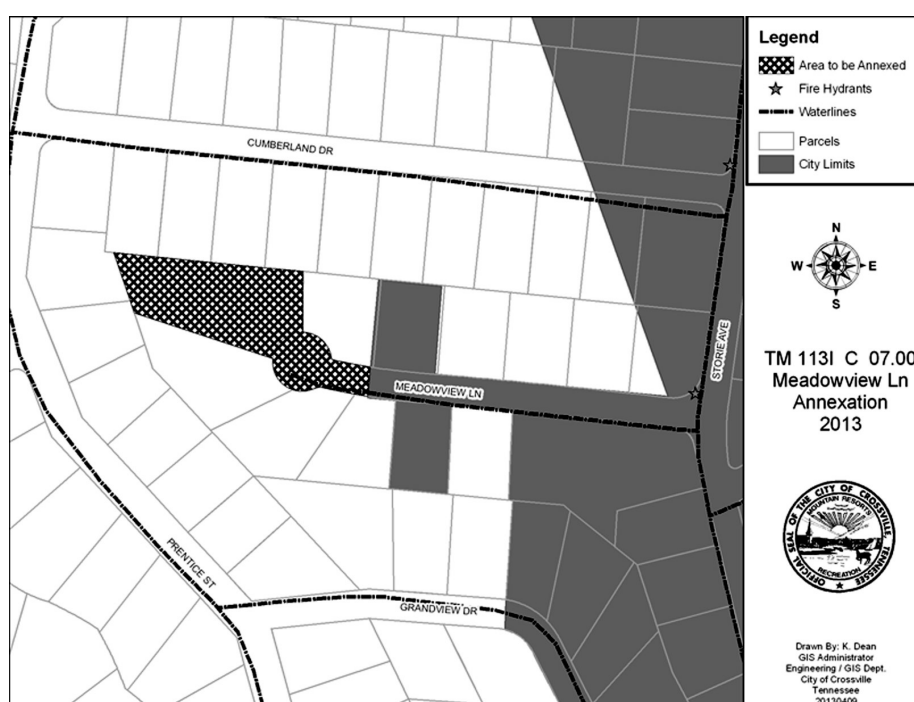 Legend
Area to be Annexed
Fire Hydrants
Waterlines
Parcels
City Limits
CUMBERLAND DR
N
W
E
S
STORIE AVE
MEADOWVIEW LN
TM 113I C 07.00
Meadowview Ln
Annexation
2013
OFFICIAL SEAL OF THE CITY OF CROSSVILLE, TENNESSEE
MOUNTAIN RESORTS
RECREATION
PRENTICE ST
GRANDVIEW DR
Drawn By: K. Dean
GIS Administrator
Engineering / GIS Dept.
City of Crossville
Tennessee
20130409